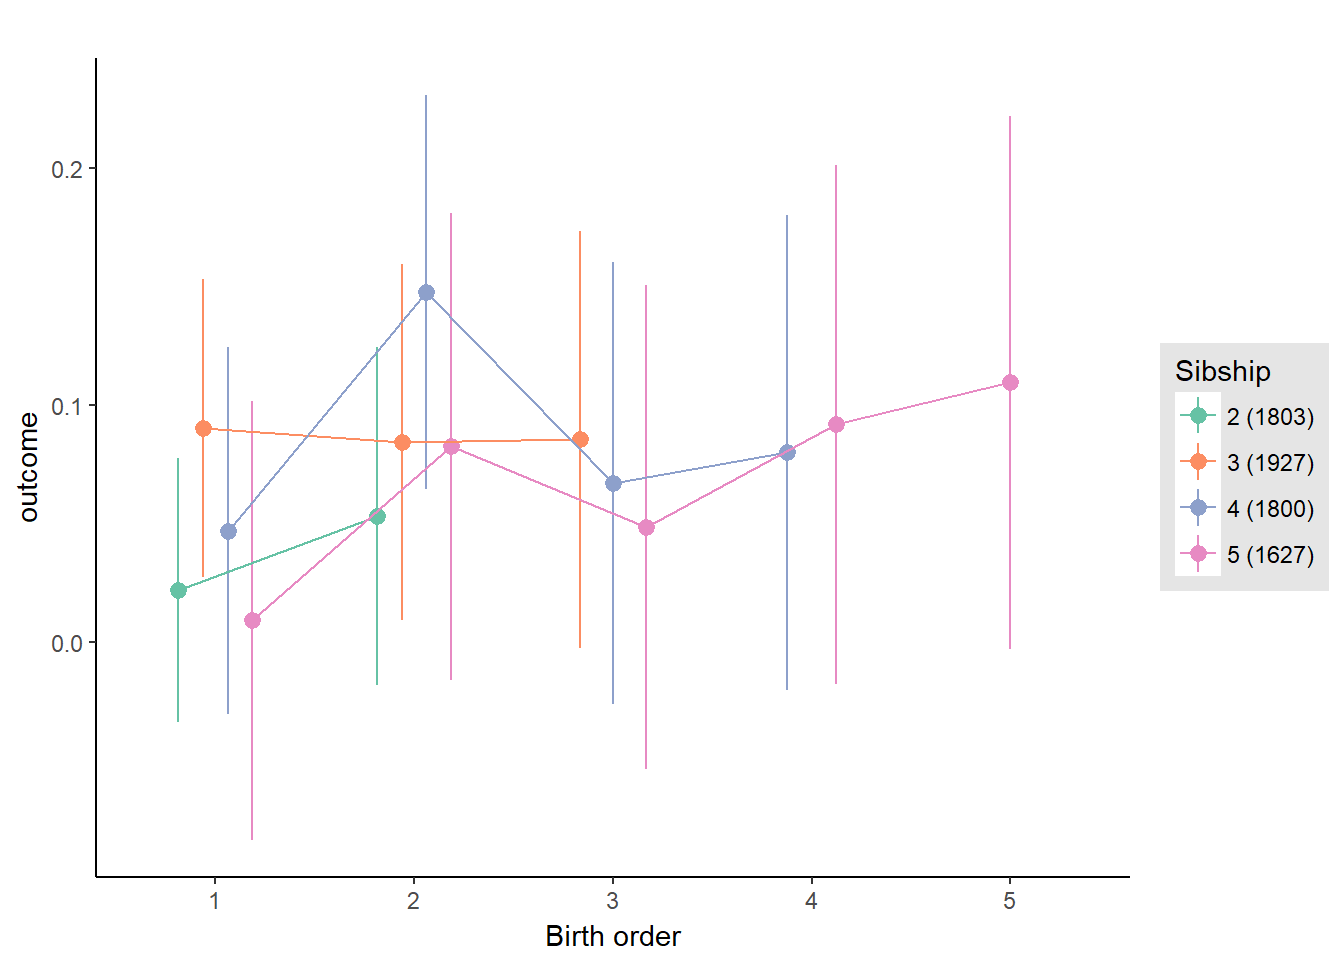 0.2
0.1
0.0
outcome
1 2 3 4 5
Birth order
Sibship
2 (1803)
3 (1927)
4 (1800)
5 (1627)